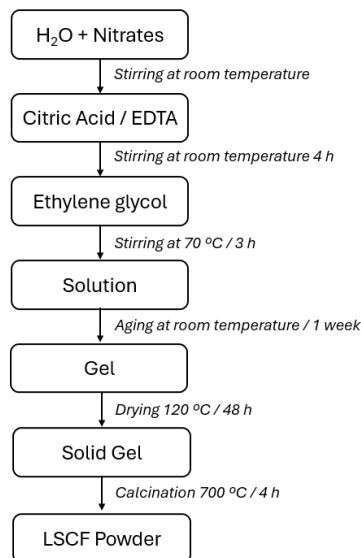 H₂O + Nitrates
Stirring at room temperature
Citric Acid / EDTA
Stirring at room temperature 4 h
Ethylene glycol
Stirring at 70 ºC / 3 h
Solution
Aging at room temperature / 1 week
Gel
Drying 120 ºC / 48 h
Solid Gel
Calcination 700 ºC / 4 h
LSCF Powder